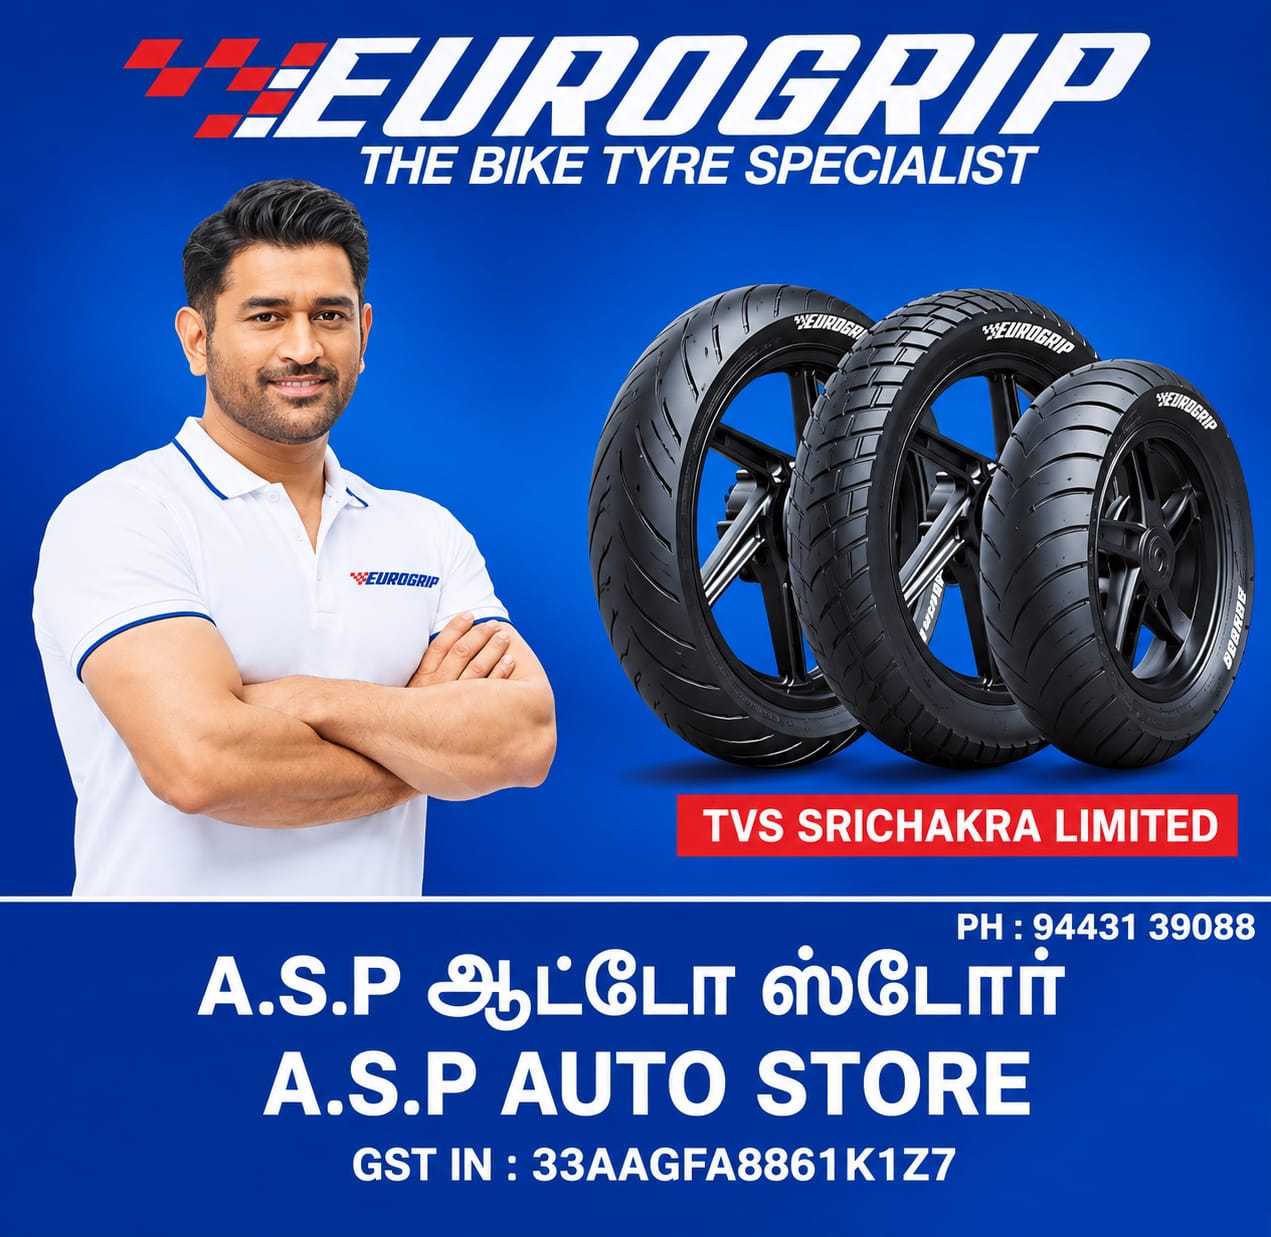 EUROGRIP
THE BIKE TYRE SPECIALIST
EUROGRIP
EUROGRIP
EUROGRIP
EUROGRIP
TVS SRICHAKRA LIMITED
PH : 94431 39088
A.S.P ஆட்டோ ஸ்டோர்
A.S.P AUTO STORE
GST IN : 33AAGFA8861K1Z7